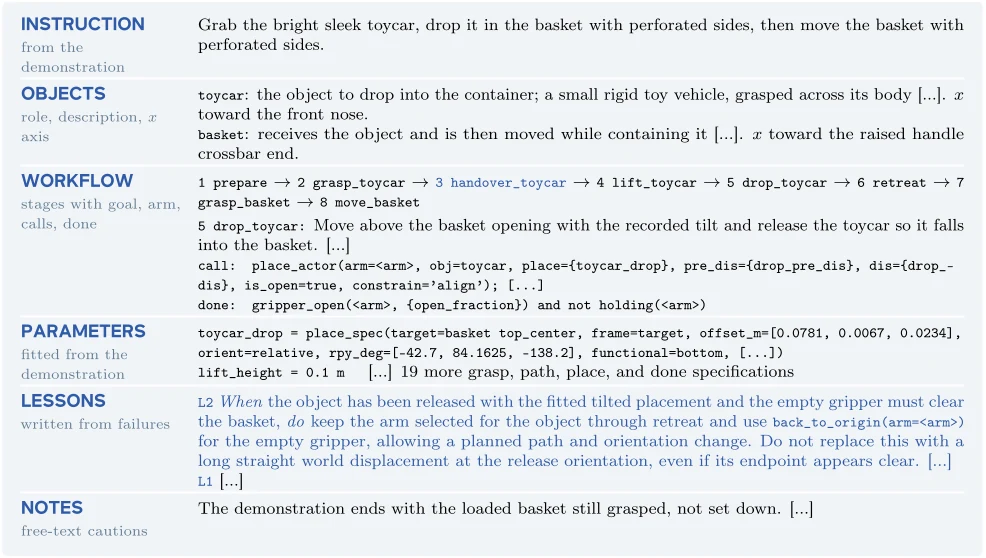 INSTRUCTION
from the
demonstration
Grab the bright sleek toycar, drop it in the basket with perforated sides, then move the basket with
perforated sides.
OBJECTS
role, description, x
axis
toycar: the object to drop into the container; a small rigid toy vehicle, grasped across its body [...]. x
toward the front nose.
basket: receives the object and is then moved while containing it [...]. x toward the raised handle
crossbar end.
WORKFLOW
stages with goal, arm,
calls, done
1 prepare → 2 grasp_toycar → 3 handover_toycar → 4 lift_toycar → 5 drop_toycar → 6 retreat → 7
grasp_basket → 8 move_basket
5 drop_toycar: Move above the basket opening with the recorded tilt and release the toycar so it falls
into the basket. [...]
call: place_actor(arm=<arm>, obj=toycar, place={toycar_drop}, pre_dis={drop_pre_dis}, dis={drop_-
dis}, is_open=true, constrain='align'); [...]
done: gripper_open(<arm>, {open_fraction}) and not holding(<arm>)
PARAMETERS
fitted from the
demonstration
toycar_drop = place_spec(target=basket top_center, frame=target, offset_m=[0.0781, 0.0067, 0.0234],
orient=relative, rpy_deg=[-42.7, 84.1625, -138.2], functional=bottom, [...])
lift_height = 0.1 m [...] 19 more grasp, path, place, and done specifications
LESSONS
written from failures
L2 When the object has been released with the fitted tilted placement and the empty gripper must clear
the basket, do keep the arm selected for the object through retreat and use back_to_origin(arm=<arm>)
for the empty gripper, allowing a planned path and orientation change. Do not replace this with a
long straight world displacement at the release orientation, even if its endpoint appears clear. [...]
L1 [...]
NOTES
free-text cautions
The demonstration ends with the loaded basket still grasped, not set down. [...]